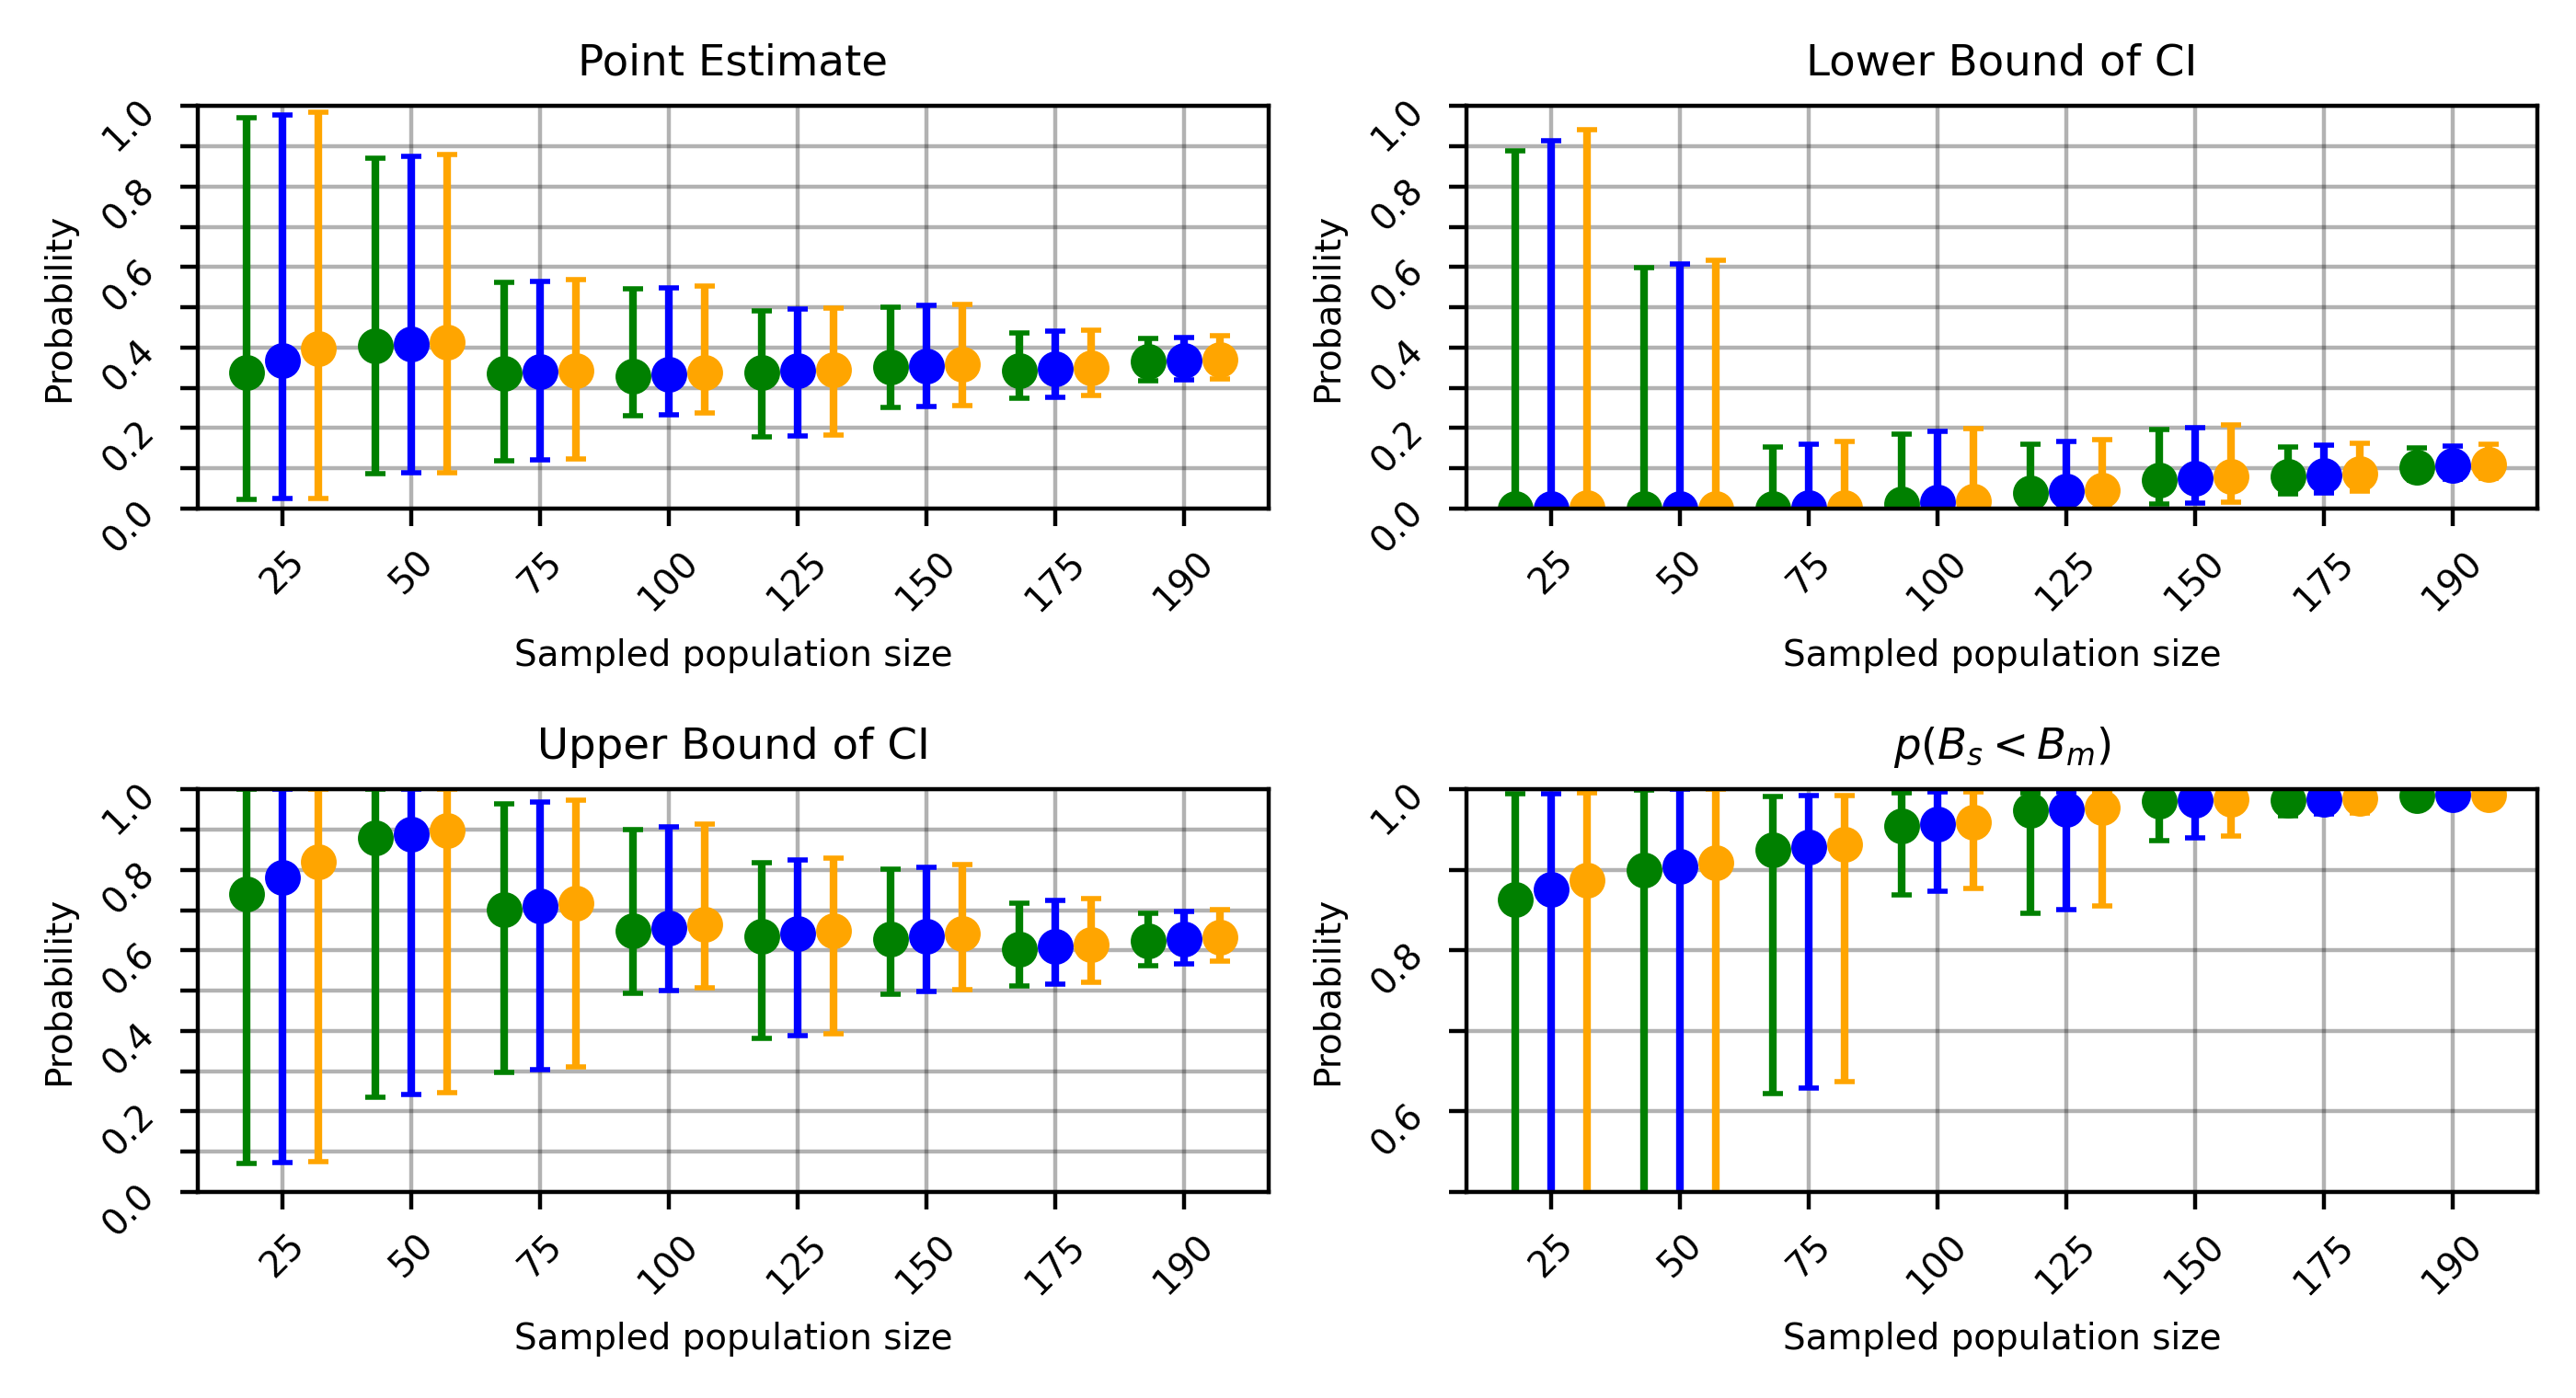 Point Estimate
Probability
1.0
0.8
0.6
0.4
0.2
0.0
25 50 75 100 125 150 175 190
Sampled population size
Lower Bound of CI
Probability
1.0
0.8
0.6
0.4
0.2
0.0
25 50 75 100 125 150 175 190
Sampled population size
Upper Bound of CI
Probability
1.0
0.8
0.6
0.4
0.2
0.0
25 50 75 100 125 150 175 190
Sampled population size
p(B_s < B_m)
Probability
1.0
0.8
0.6
25 50 75 100 125 150 175 190
Sampled population size